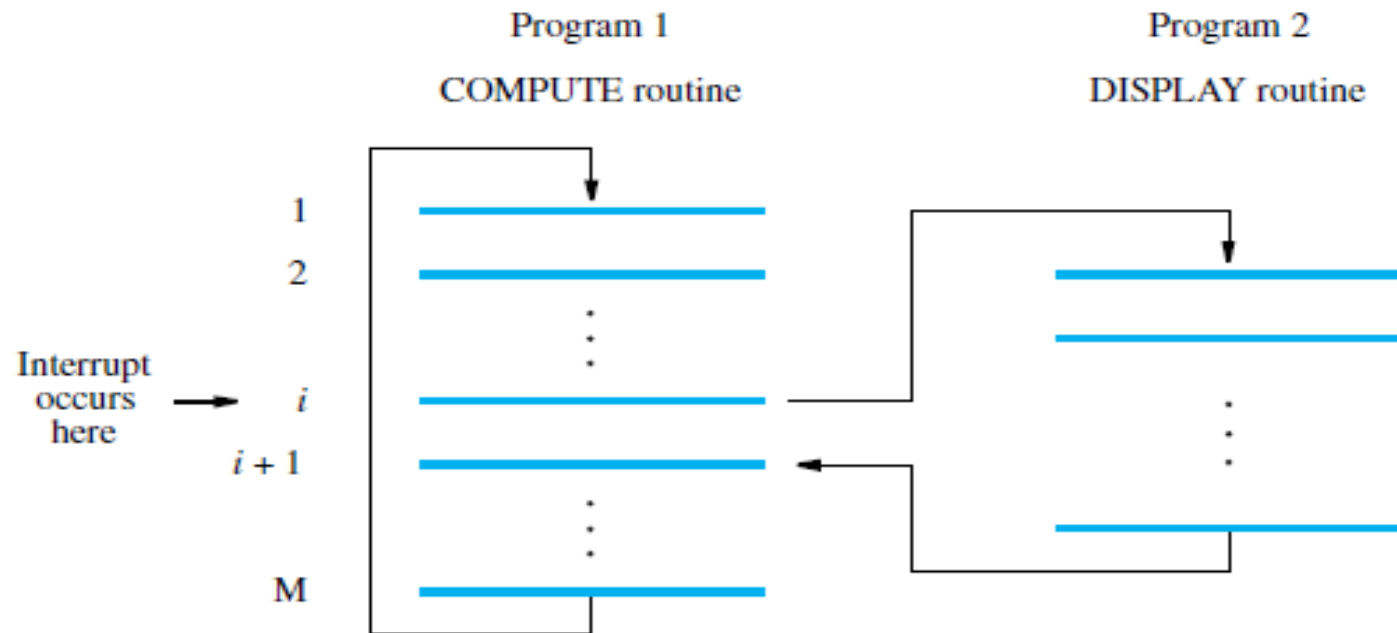 Program 1
Program 2
COMPUTE routine
DISPLAY routine
1
2
Interrupt
occurs
here
i
i + 1
M